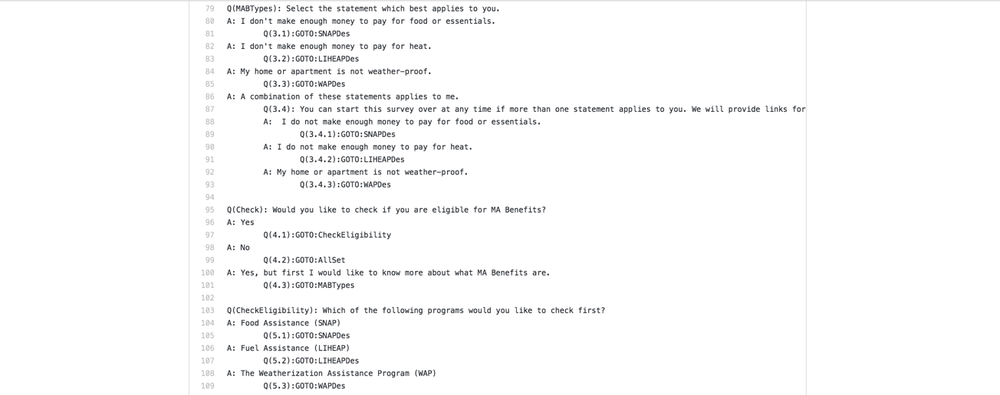 79 Q(MABTypes): Select the statement which best applies to you.
80 A: I don't make enough money to pay for food or essentials.
81 Q(3.1):GOTO:SNAPDes
82 A: I don't make enough money to pay for heat.
83 Q(3.2):GOTO:LIHEAPDes
84 A: My home or apartment is not weather-proof.
85 Q(3.3):GOTO:WAPDes
86 A: A combination of these statements applies to me.
87 Q(3.4): You can start this survey over at any time if more than one statement applies to you. We will provide links for
88 A:  I do not make enough money to pay for food or essentials.
89 Q(3.4.1):GOTO:SNAPDes
90 A: I do not make enough money to pay for heat.
91 Q(3.4.2):GOTO:LIHEAPDes
92 A: My home or apartment is not weather-proof.
93 Q(3.4.3):GOTO:WAPDes
94
95 Q(Check): Would you like to check if you are eligible for MA Benefits?
96 A: Yes
97 Q(4.1):GOTO:CheckEligibility
98 A: No
99 Q(4.2):GOTO:AllSet
100 A: Yes, but first I would like to know more about what MA Benefits are.
101 Q(4.3):GOTO:MABTypes
102
103 Q(CheckEligibility): Which of the following programs would you like to check first?
104 A: Food Assistance (SNAP)
105 Q(5.1):GOTO:SNAPDes
106 A: Fuel Assistance (LIHEAP)
107 Q(5.2):GOTO:LIHEAPDes
108 A: The Weatherization Assistance Program (WAP)
109 Q(5.3):GOTO:WAPDes